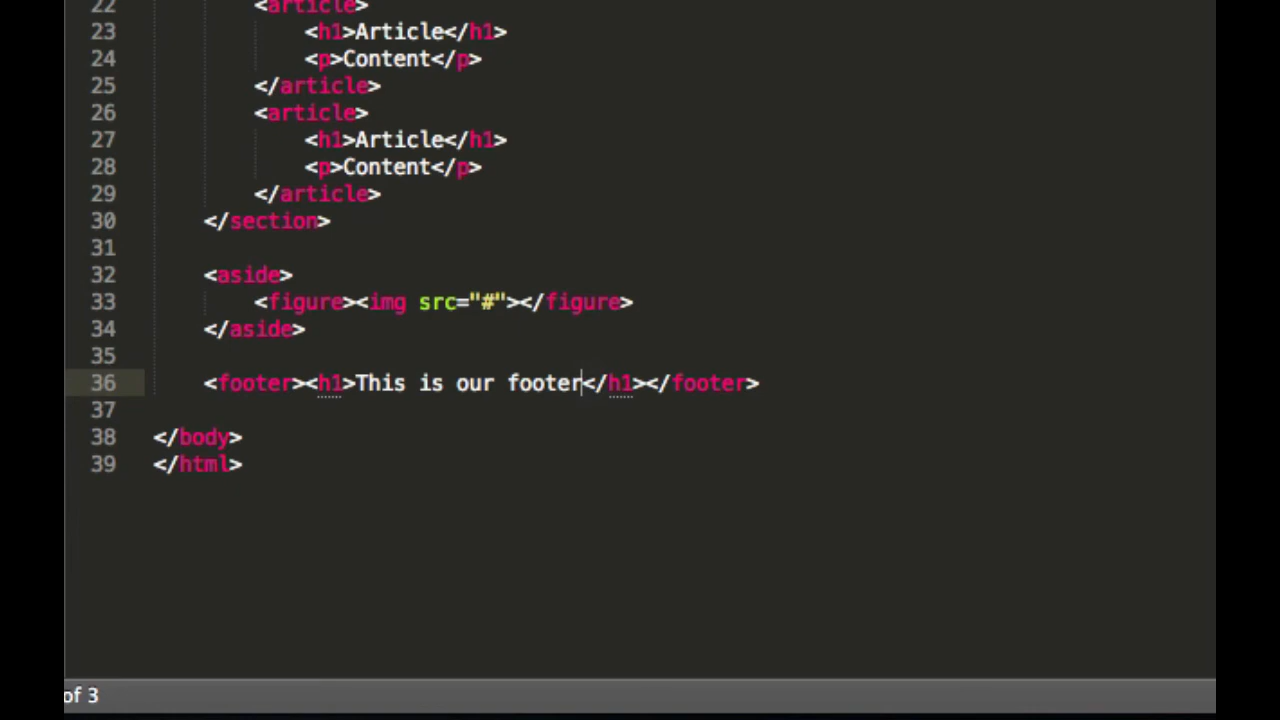 22 <article>
23 <h1>Article</h1>
24 <p>Content</p>
25 </article>
26 <article>
27 <h1>Article</h1>
28 <p>Content</p>
29 </article>
30 </section>
31
32 <aside>
33 <figure><img src="#"></figure>
34 </aside>
35
36 <footer><h1>This is our footer</h1></footer>
37
38 </body>
39 </html>
of 3